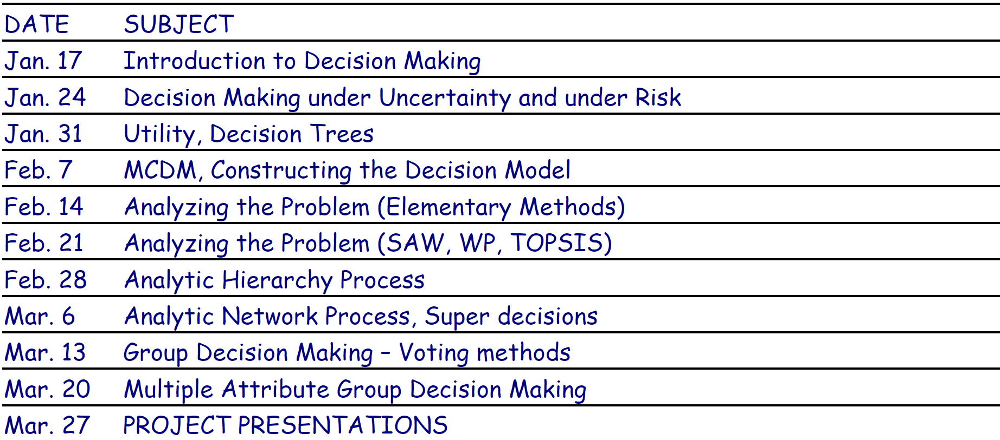 DATE SUBJECT
Jan. 17 Introduction to Decision Making
Jan. 24 Decision Making under Uncertainty and under Risk
Jan. 31 Utility, Decision Trees
Feb. 7 MCDM, Constructing the Decision Model
Feb. 14 Analyzing the Problem (Elementary Methods)
Feb. 21 Analyzing the Problem (SAW, WP, TOPSIS)
Feb. 28 Analytic Hierarchy Process
Mar. 6 Analytic Network Process, Super decisions
Mar. 13 Group Decision Making – Voting methods
Mar. 20 Multiple Attribute Group Decision Making
Mar. 27 PROJECT PRESENTATIONS